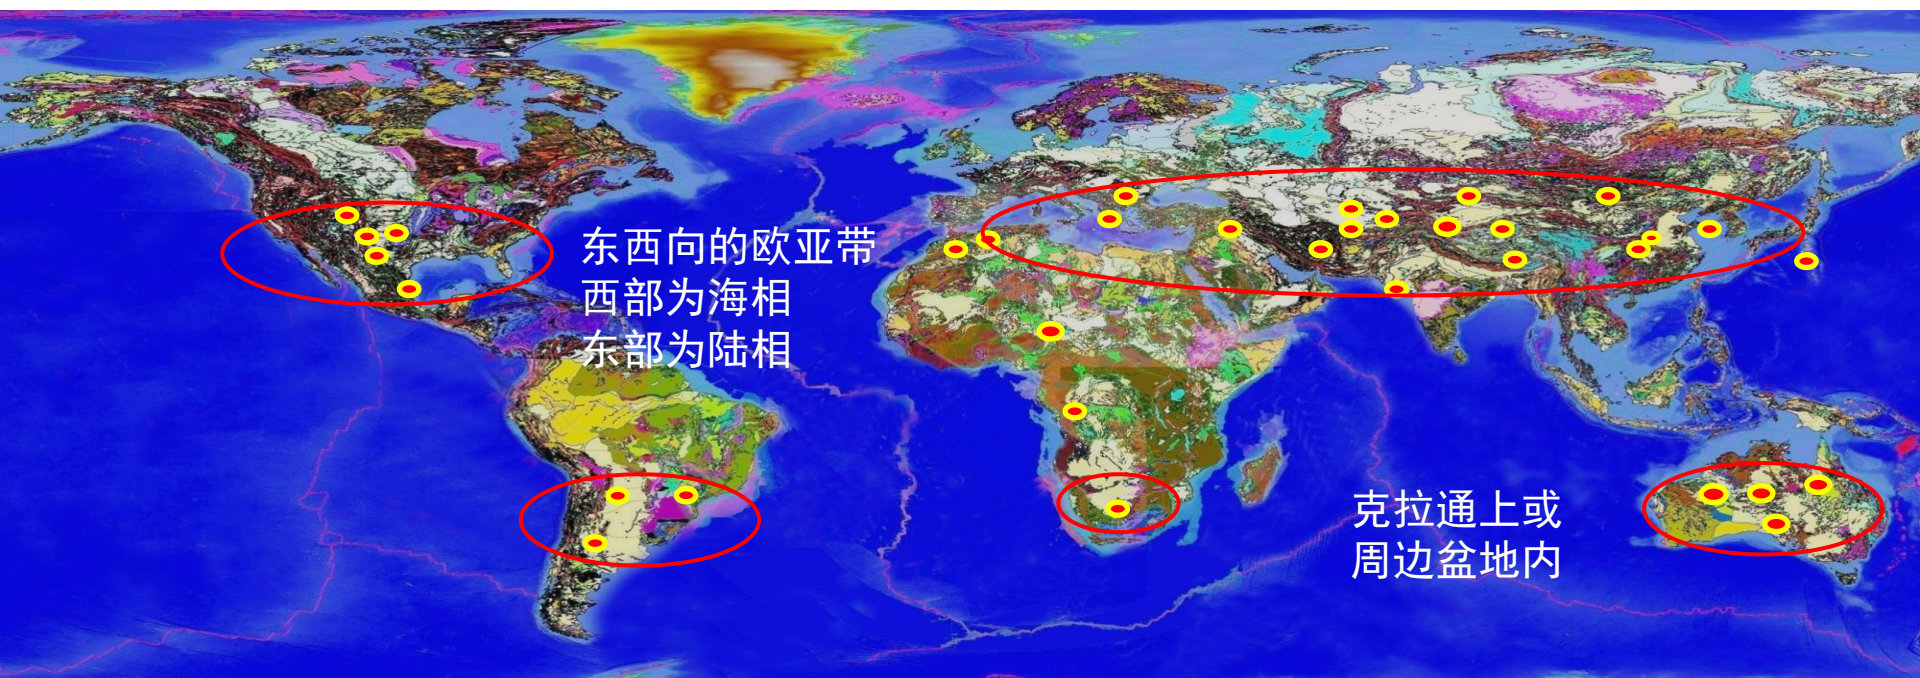 东西向的欧亚带
西部为海相
东部为陆相
克拉通上或
周边盆地内